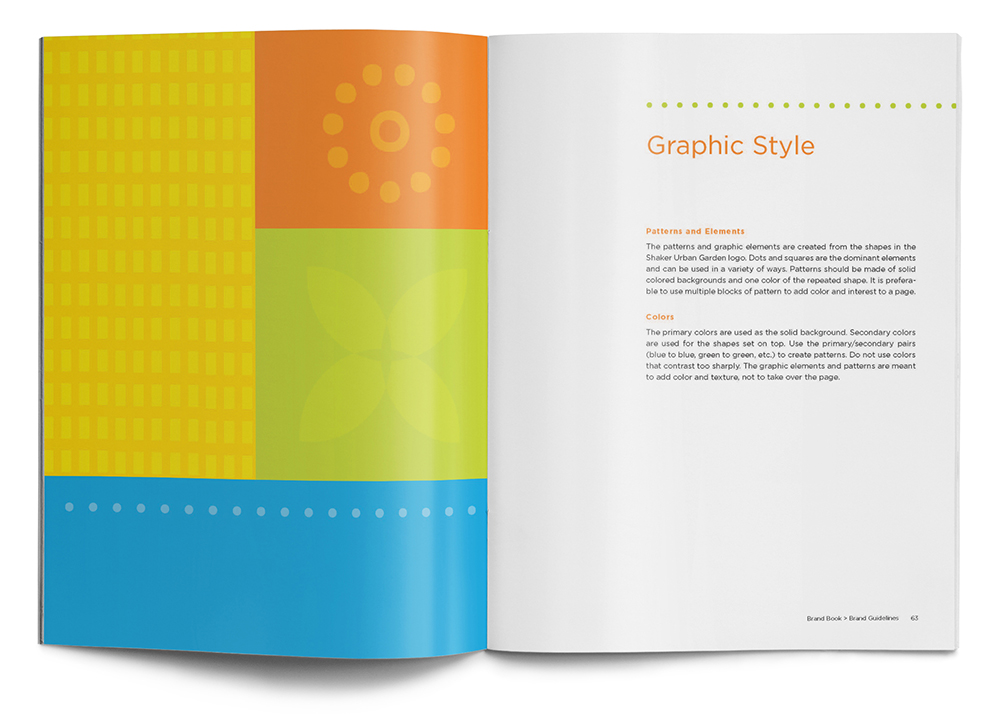 Graphic Style
Patterns and Elements
The patterns and graphic elements are created from the shapes in the
Shaker Urban Garden logo. Dots and squares are the dominant elements
and can be used in a variety of ways. Patterns should be made of solid
colored backgrounds and one color of the repeated shape. It is prefera-
ble to use multiple blocks of pattern to add color and interest to a page.
Colors
The primary colors are used as the solid background. Secondary colors
are used for the shapes set on top. Use the primary/secondary pairs
(blue to blue, green to green, etc.) to create patterns. Do not use colors
that contrast too sharply. The graphic elements and patterns are meant
to add color and texture, not to take over the page.
Brand Book > Brand Guidelines 63